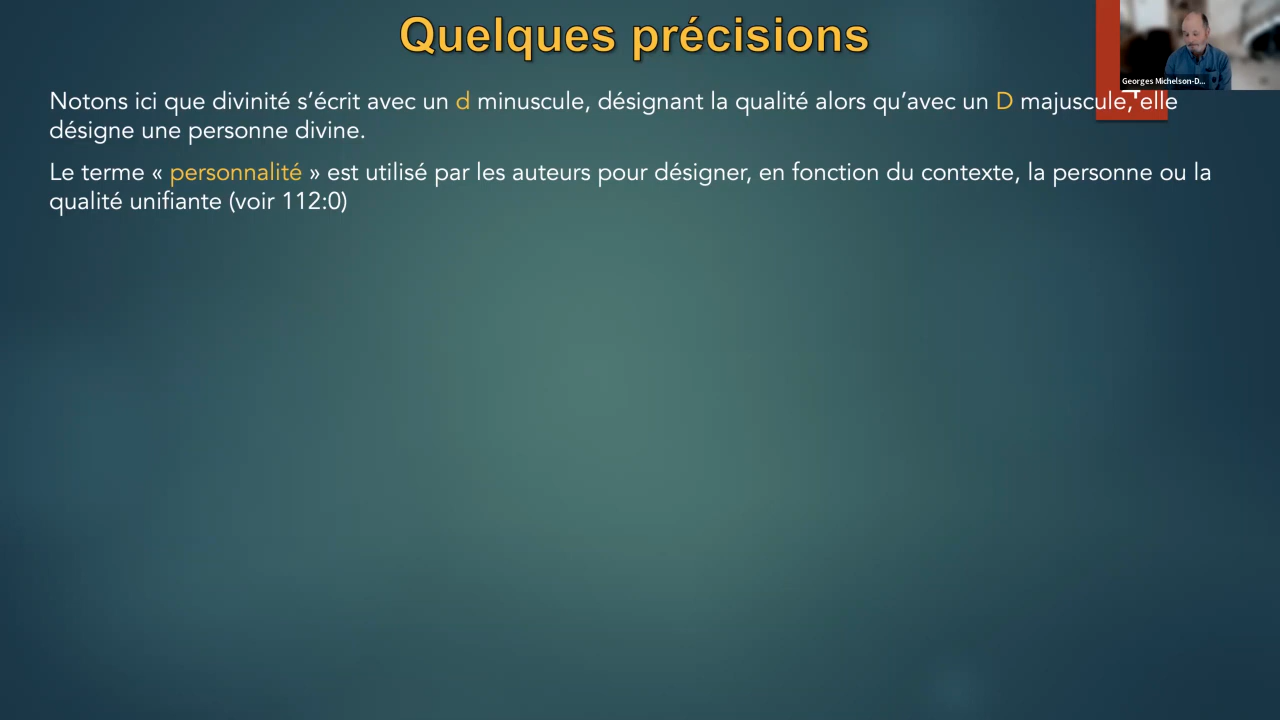 Quelques précisions
Georges Michelson-D...
Notons ici que divinité s’écrit avec un d minuscule, désignant la qualité alors qu’avec un D majuscule, elle
désigne une personne divine.
Le terme « personnalité » est utilisé par les auteurs pour désigner, en fonction du contexte, la personne ou la
qualité unifiante (voir 112:0)